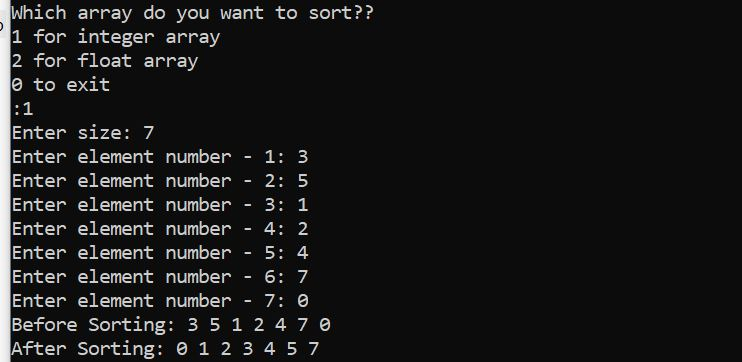 Which array do you want to sort??
1 for integer array
2 for float array
0 to exit
:1
Enter size: 7
Enter element number - 1: 3
Enter element number - 2: 5
Enter element number - 3: 1
Enter element number - 4: 2
Enter element number - 5: 4
Enter element number - 6: 7
Enter element number - 7: 0
Before Sorting: 3 5 1 2 4 7 0
After Sorting: 0 1 2 3 4 5 7